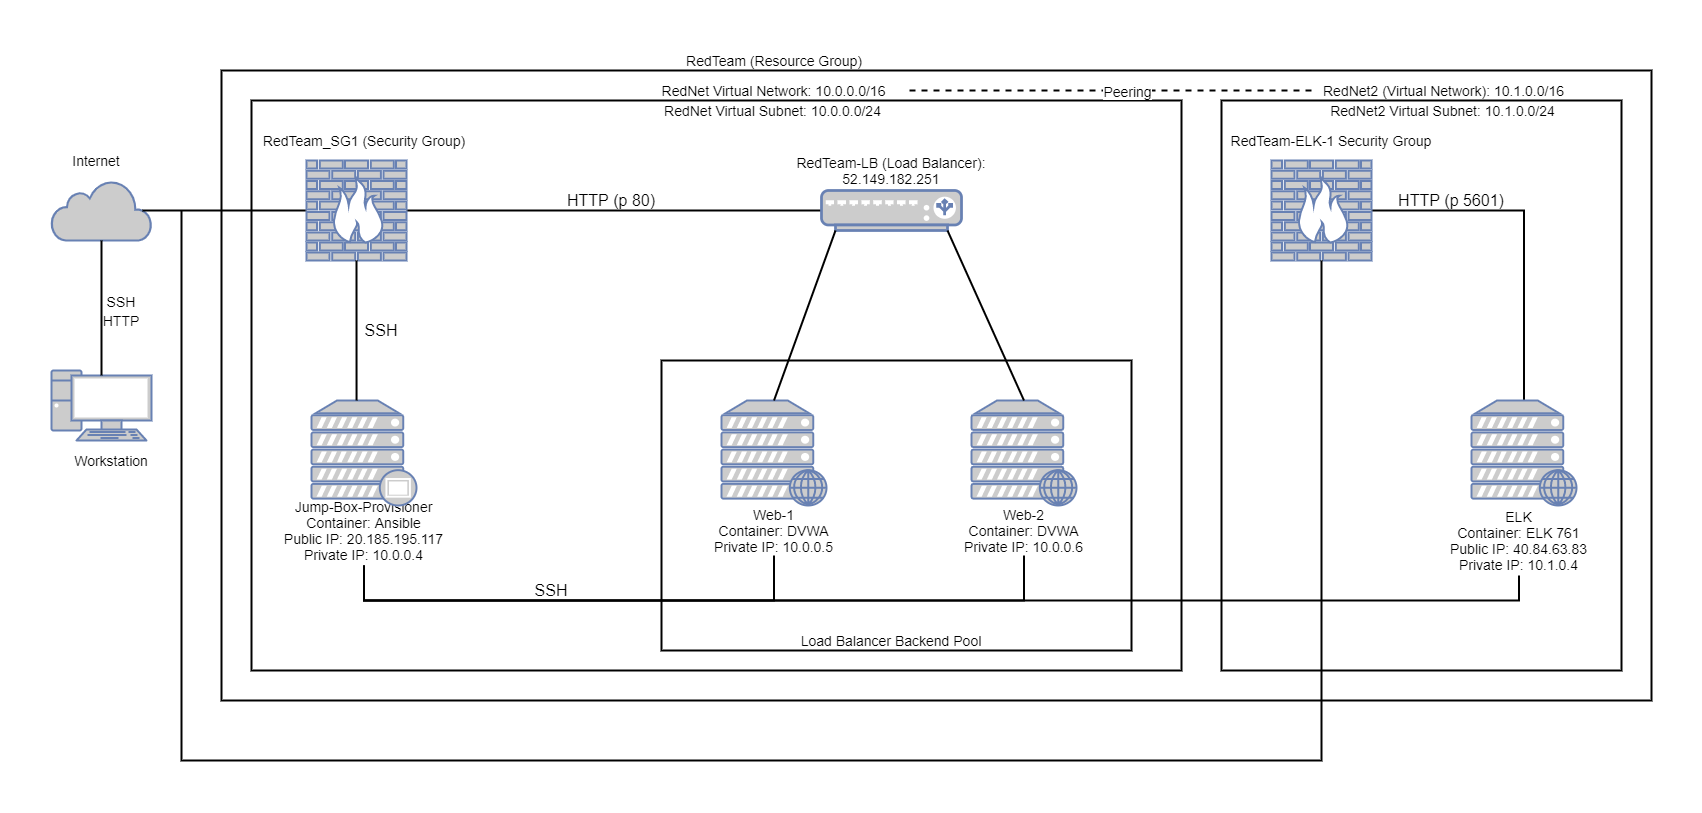 RedTeam (Resource Group)
RedNet Virtual Network: 10.0.0.0/16
Peering
RedNet2 (Virtual Network): 10.1.0.0/16
RedNet Virtual Subnet: 10.0.0.0/24
RedNet2 Virtual Subnet: 10.1.0.0/24
RedTeam_SG1 (Security Group)
RedTeam-ELK-1 Security Group
Internet
RedTeam-LB (Load Balancer):
52.149.182.251
HTTP (p 80)
HTTP (p 5601)
SSH
HTTP
SSH
Workstation
Jump-Box-Provisioner
Container: Ansible
Public IP: 20.185.195.117
Private IP: 10.0.0.4
Web-1
Container: DVWA
Private IP: 10.0.0.5
Web-2
Container: DVWA
Private IP: 10.0.0.6
ELK
Container: ELK 761
Public IP: 40.84.63.83
Private IP: 10.1.0.4
SSH
Load Balancer Backend Pool